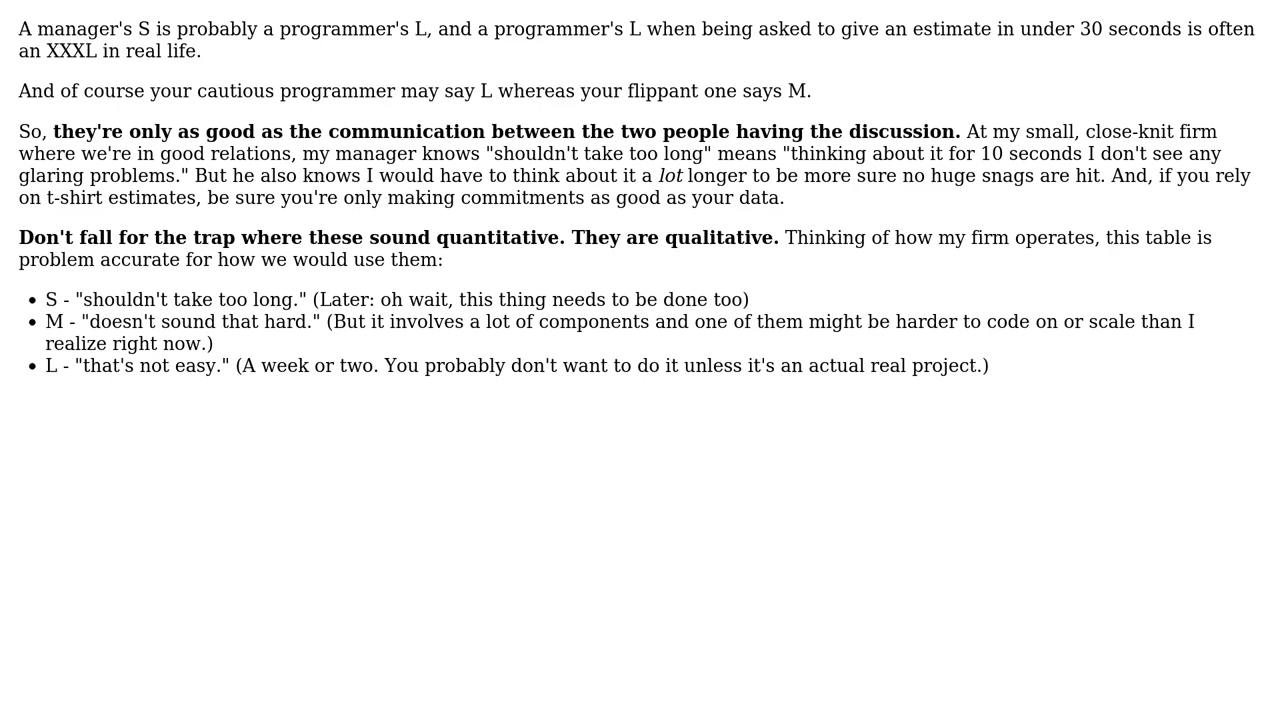 A manager's S is probably a programmer's L, and a programmer's L when being asked to give an estimate in under 30 seconds is often
an XXXL in real life.
And of course your cautious programmer may say L whereas your flippant one says M.
So, they're only as good as the communication between the two people having the discussion. At my small, close-knit firm
where we're in good relations, my manager knows "shouldn't take too long" means "thinking about it for 10 seconds I don't see any
glaring problems." But he also knows I would have to think about it a lot longer to be more sure no huge snags are hit. And, if you rely
on t-shirt estimates, be sure you're only making commitments as good as your data.
Don't fall for the trap where these sound quantitative. They are qualitative. Thinking of how my firm operates, this table is
problem accurate for how we would use them:
• S - "shouldn't take too long." (Later: oh wait, this thing needs to be done too)
• M - "doesn't sound that hard." (But it involves a lot of components and one of them might be harder to code on or scale than I
realize right now.)
• L - "that's not easy." (A week or two. You probably don't want to do it unless it's an actual real project.)